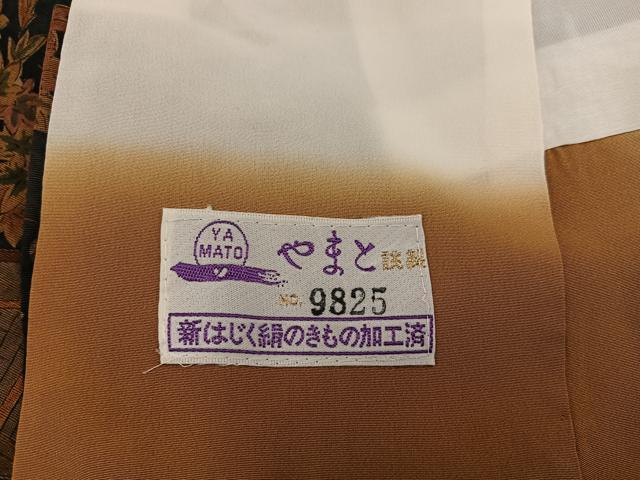 YA
MATO
やまと謹製
NO. 9825
新はじく絹のきもの加工済